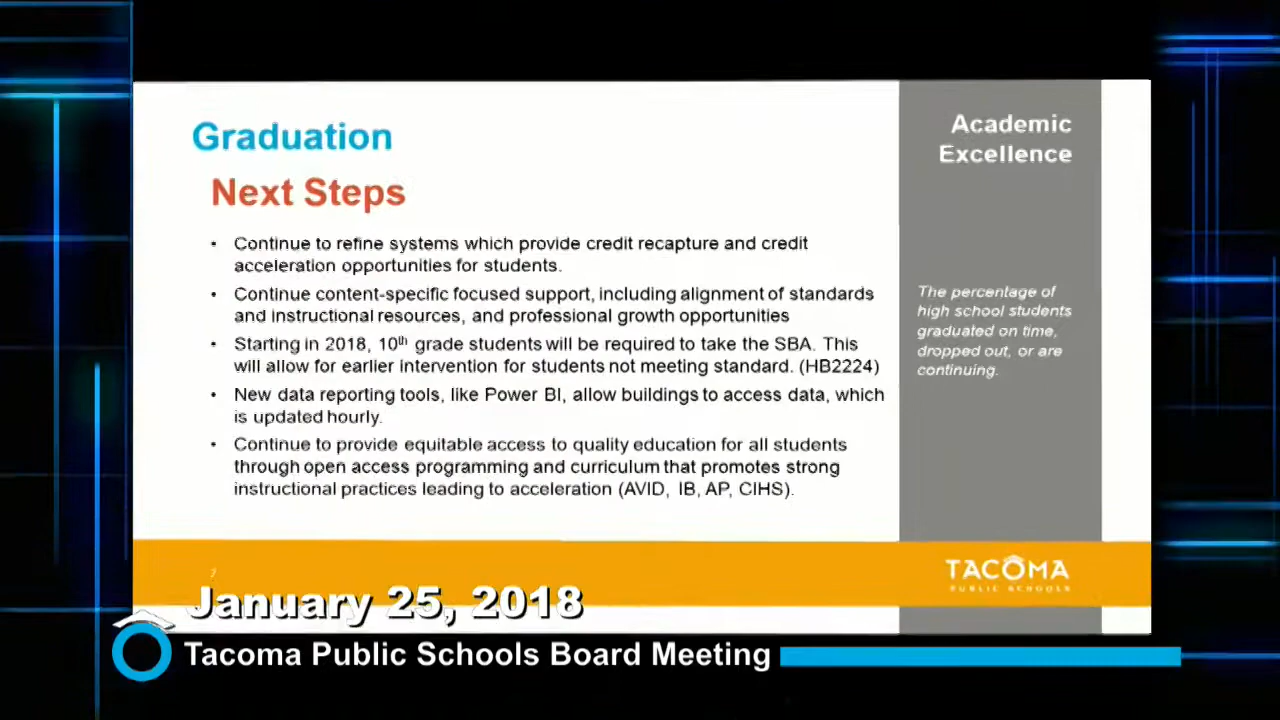 Graduation
Next Steps
• Continue to refine systems which provide credit recapture and credit
acceleration opportunities for students.
• Continue content-specific focused support, including alignment of standards
and instructional resources, and professional growth opportunities
• Starting in 2018, 10th grade students will be required to take the SBA. This
will allow for earlier intervention for students not meeting standard. (HB2224)
• New data reporting tools, like Power BI, allow buildings to access data, which
is updated hourly.
• Continue to provide equitable access to quality education for all students
through open access programming and curriculum that promotes strong
instructional practices leading to acceleration (AVID, IB, AP, CIHS).
Academic
Excellence
The percentage of
high school students
graduated on time,
dropped out, or are
continuing.
7
TACOMA
PUBLIC SCHOOLS
January 25, 2018
Tacoma Public Schools Board Meeting